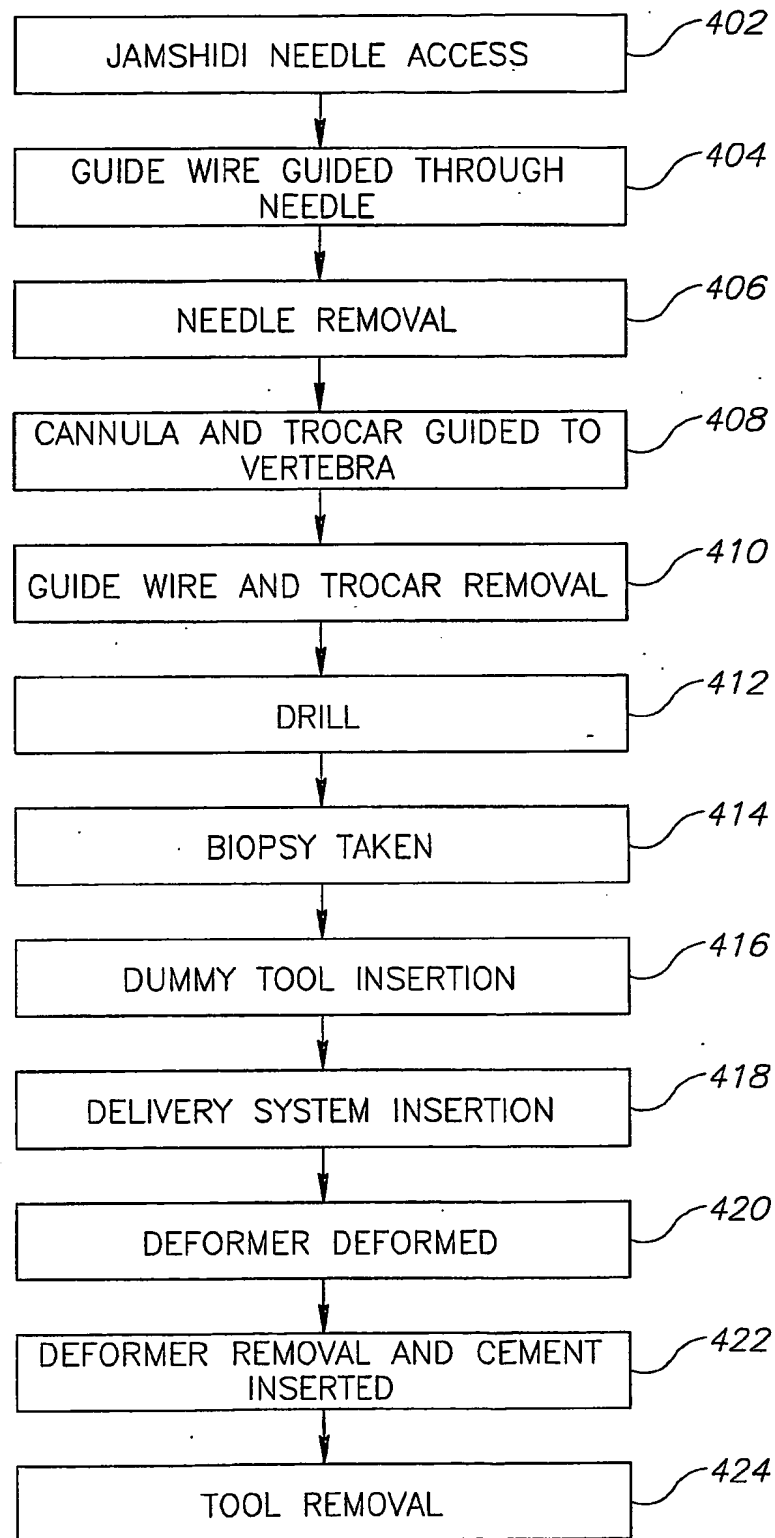 JAMSHIDI NEEDLE ACCESS
402
GUIDE WIRE GUIDED THROUGH
NEEDLE
404
NEEDLE REMOVAL
406
CANNULA AND TROCAR GUIDED TO
VERTEBRA
408
GUIDE WIRE AND TROCAR REMOVAL
410
DRILL
412
BIOPSY TAKEN
414
DUMMY TOOL INSERTION
416
DELIVERY SYSTEM INSERTION
418
DEFORMER DEFORMED
420
DEFORMER REMOVAL AND CEMENT
INSERTED
422
TOOL REMOVAL
424